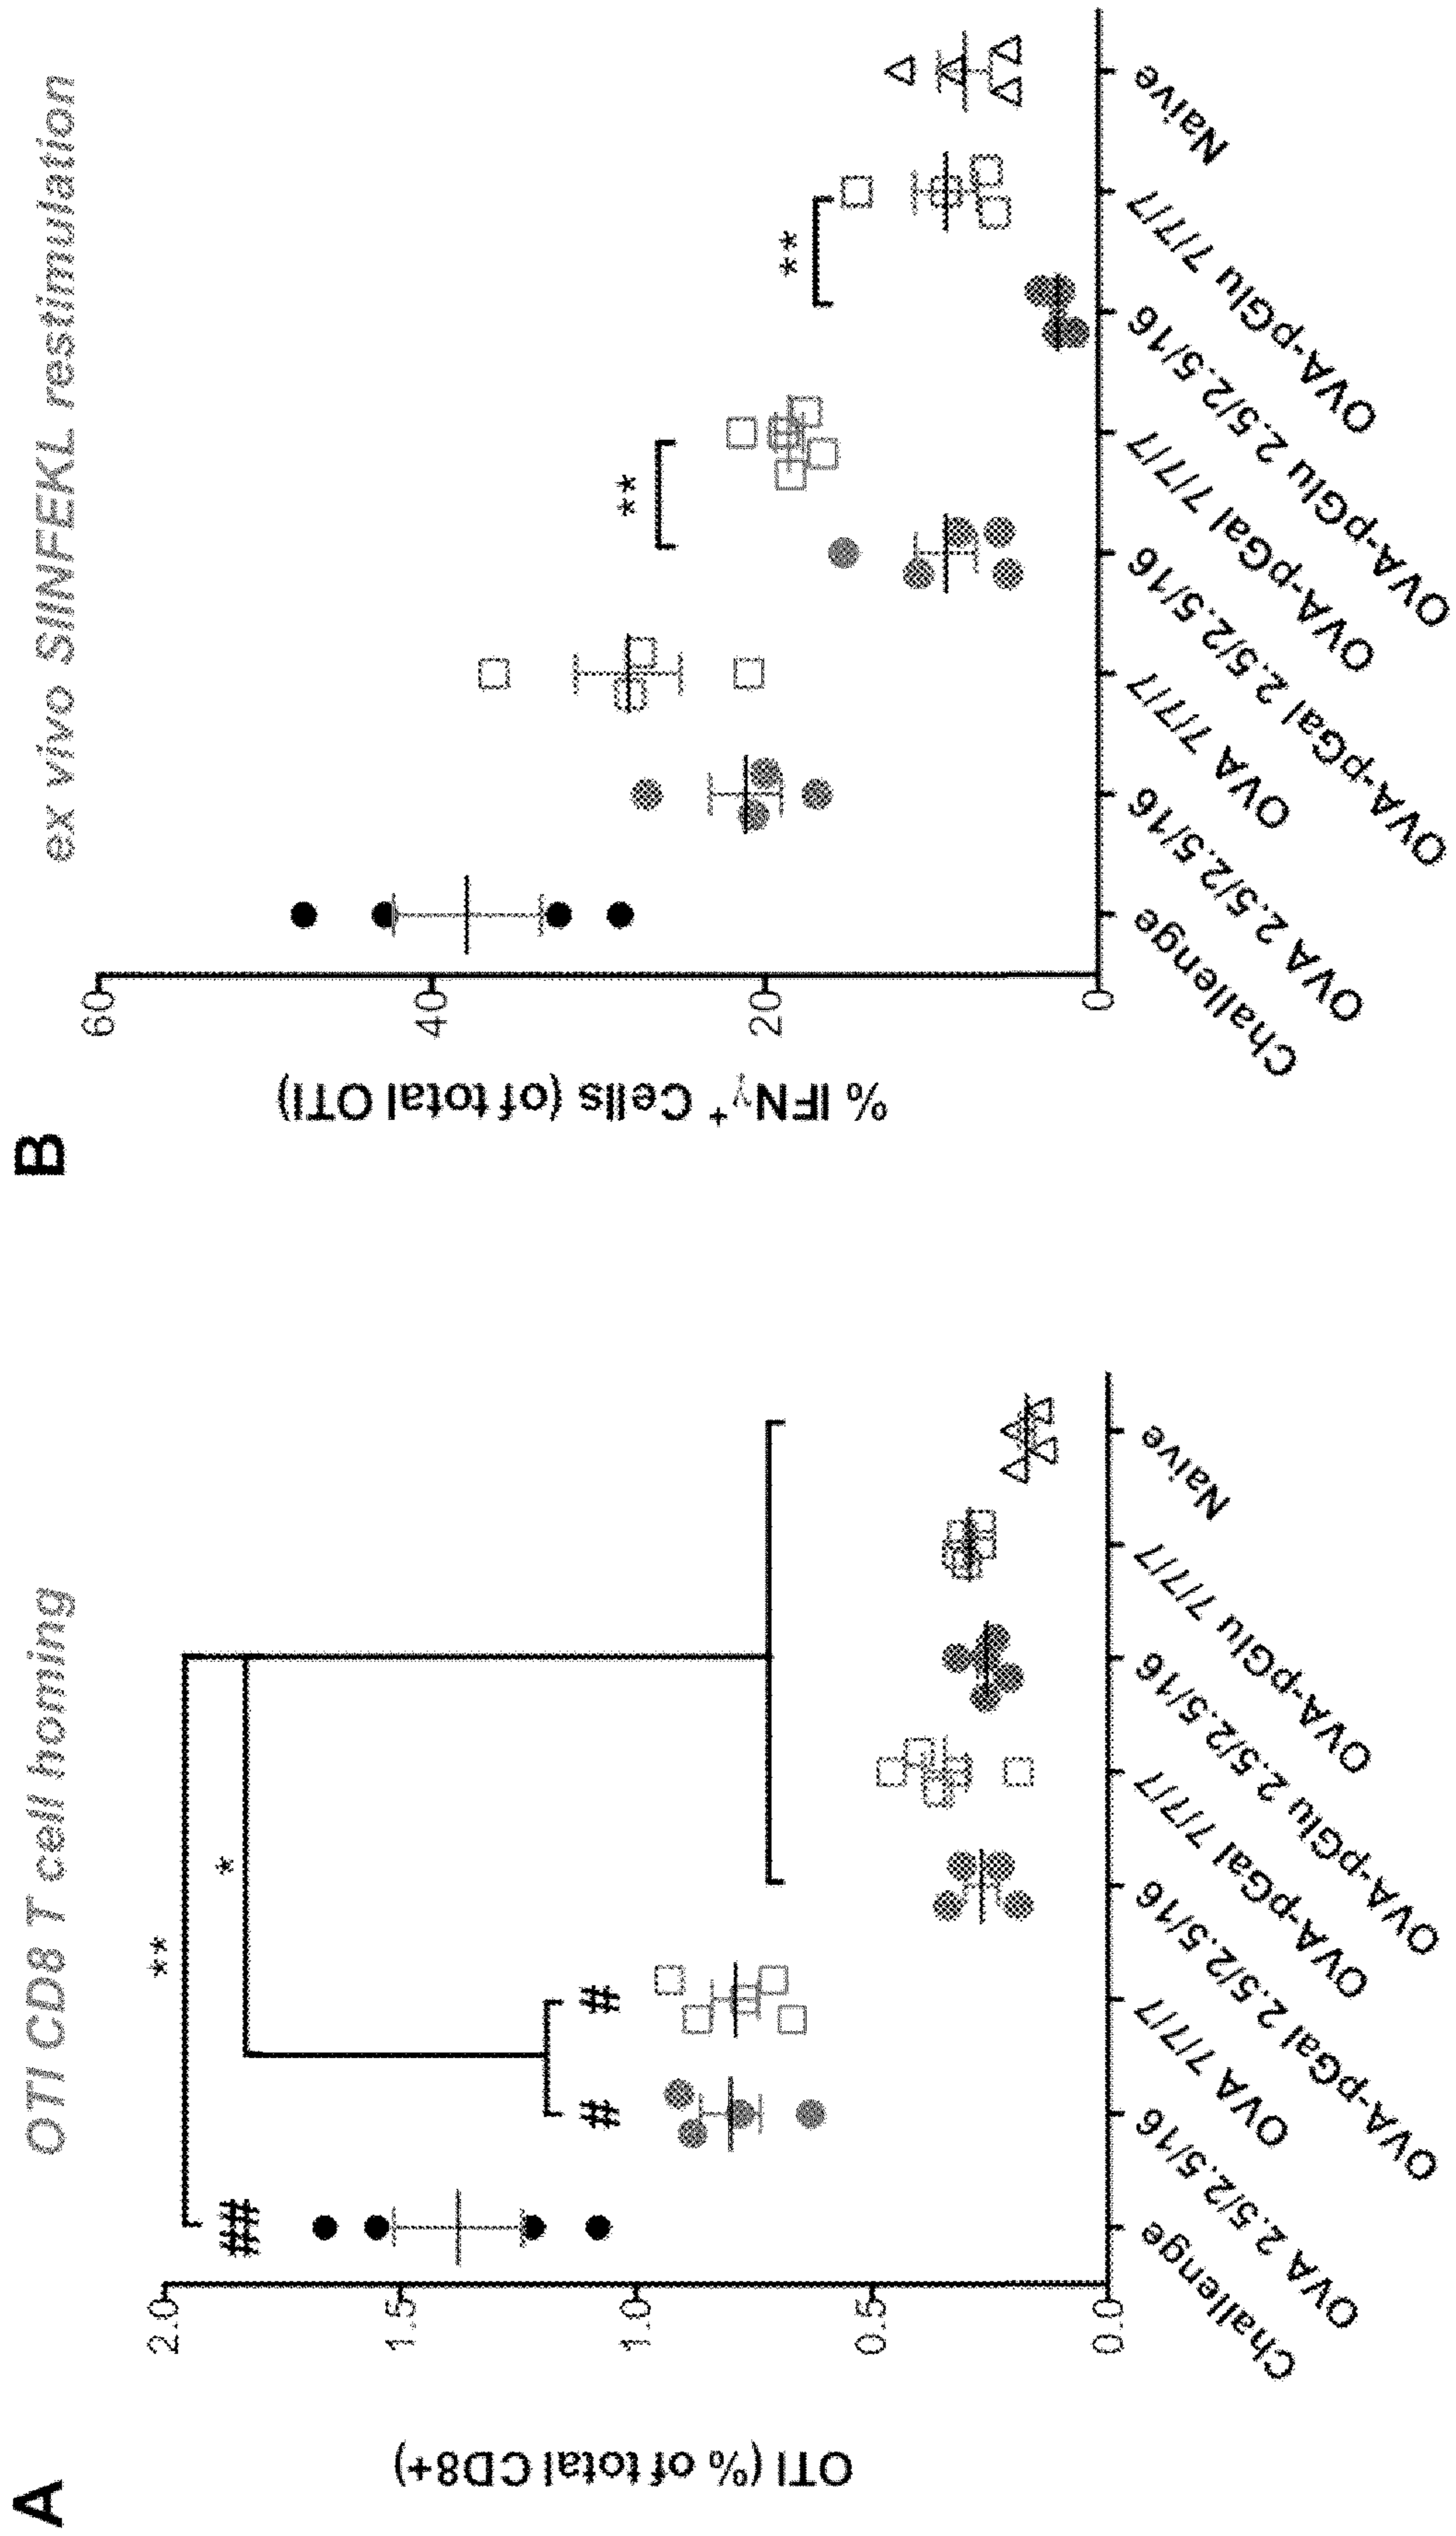 A
OTI CD8 T cell homing
OTI (% of total CD8+)
2.0
1.5
1.0
0.5
0.0
**
*
##
#
#
Challenge
OVA 2.5/2.5/16
OVA 7/7/7
OVA-pGal 2.5/2.5/16
OVA-pGal 7/7/7
OVA-pGlu 2.5/2.5/16
OVA-pGlu 7/7/7
Naive
B
ex vivo SIINFEKL restimulation
% IFNγ+ Cells (of total OTI)
60
40
20
0
**
**
Challenge
OVA 2.5/2.5/16
OVA 7/7/7
OVA-pGal 2.5/2.5/16
OVA-pGal 7/7/7
OVA-pGlu 2.5/2.5/16
OVA-pGlu 7/7/7
Naive